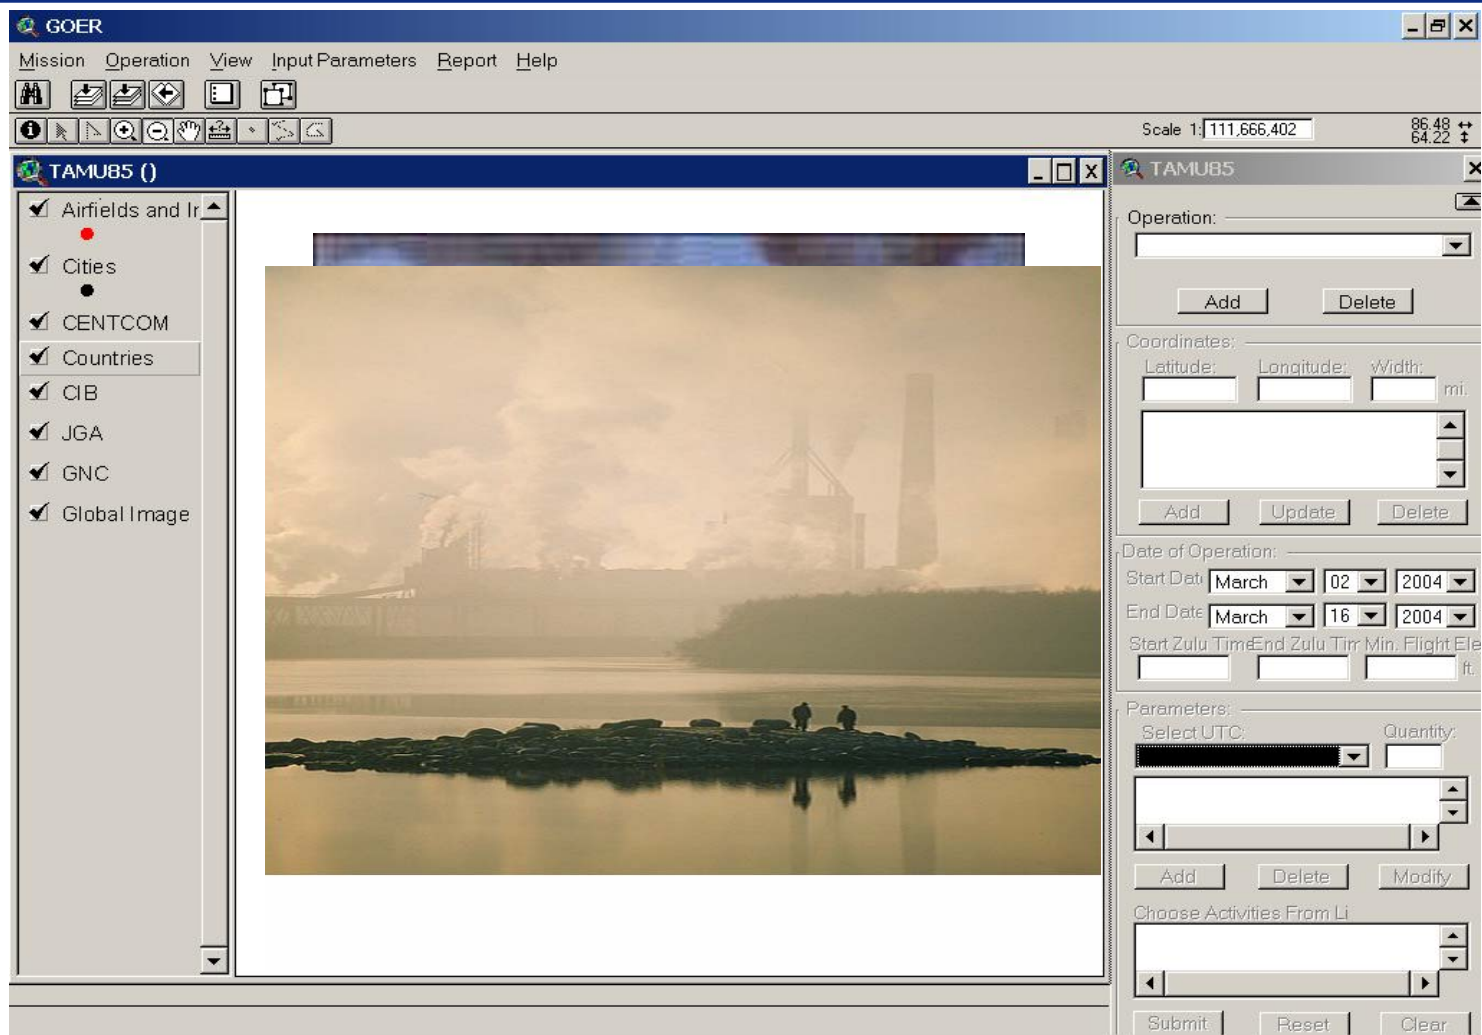 GOER
Mission Operation View Input Parameters Report Help
Scale 1: 111,666,402
86.48
64.22
TAMU85 ()
Airfields and Ir
Cities
CENTCOM
Countries
CIB
JGA
GNC
Global Image
TAMU85
Operation:
Add Delete
Coordinates:
Latitude: Longitude: Width:
mi.
Add Update Delete
Date of Operation:
Start Dat March 02 2004
End Date March 16 2004
Start Zulu Time End Zulu Tim Min. Flight Ele
ft.
Parameters:
Select UTC: Quantity:
Add Delete Modify
Choose Activities From Li
Submit Reset Clear